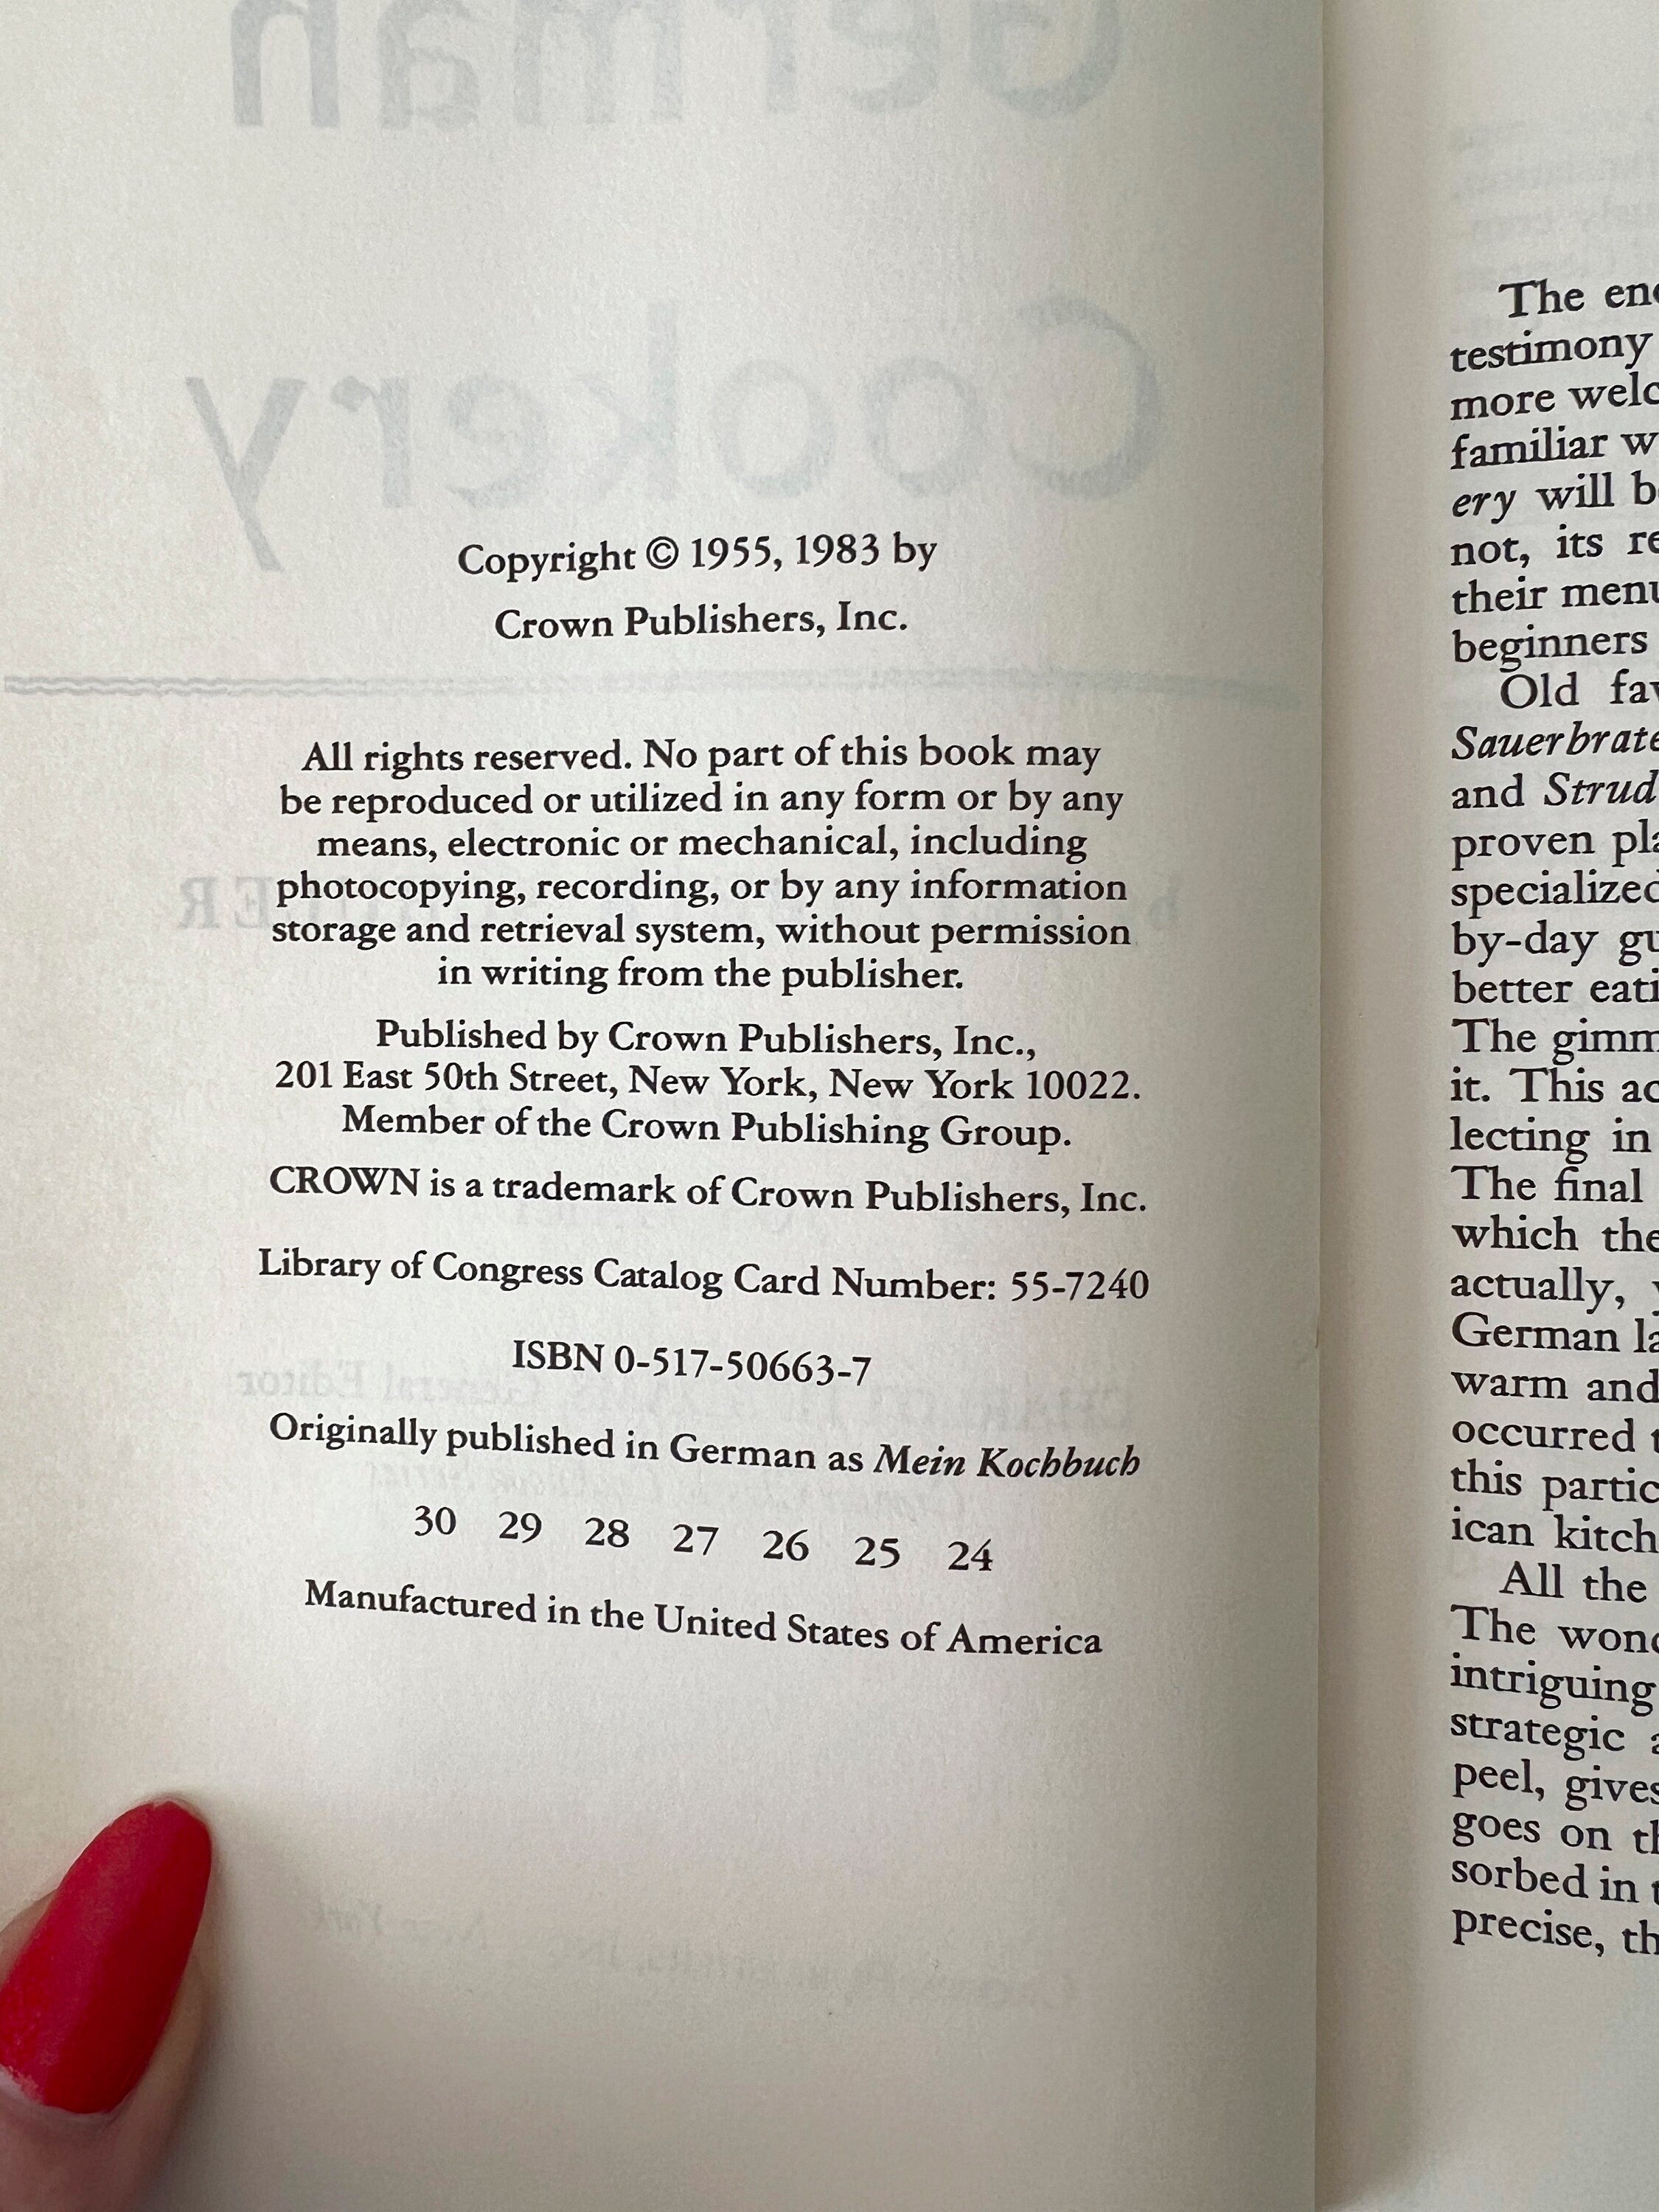 German
Cookery
Copyright © 1955, 1983 by
Crown Publishers, Inc.
All rights reserved. No part of this book may
be reproduced or utilized in any form or by any
means, electronic or mechanical, including
photocopying, recording, or by any information
storage and retrieval system, without permission
in writing from the publisher.
Published by Crown Publishers, Inc.,
201 East 50th Street, New York, New York 10022.
Member of the Crown Publishing Group.
CROWN is a trademark of Crown Publishers, Inc.
Library of Congress Catalog Card Number: 55-7240
ISBN 0-517-50663-7
Originally published in German as Mein Kochbuch
30 29 28 27 26 25 24
Manufactured in the United States of America
The
testimony
more
familiar
ery will
not, its
their
beginners
Old
and
proven
by-day
better
The
it. This
lecting in
The final
which
actually,
German
warm and
occurred
this
ican
All the
The
intriguing
strategic
peel,
goes on
sorbed in
precise,